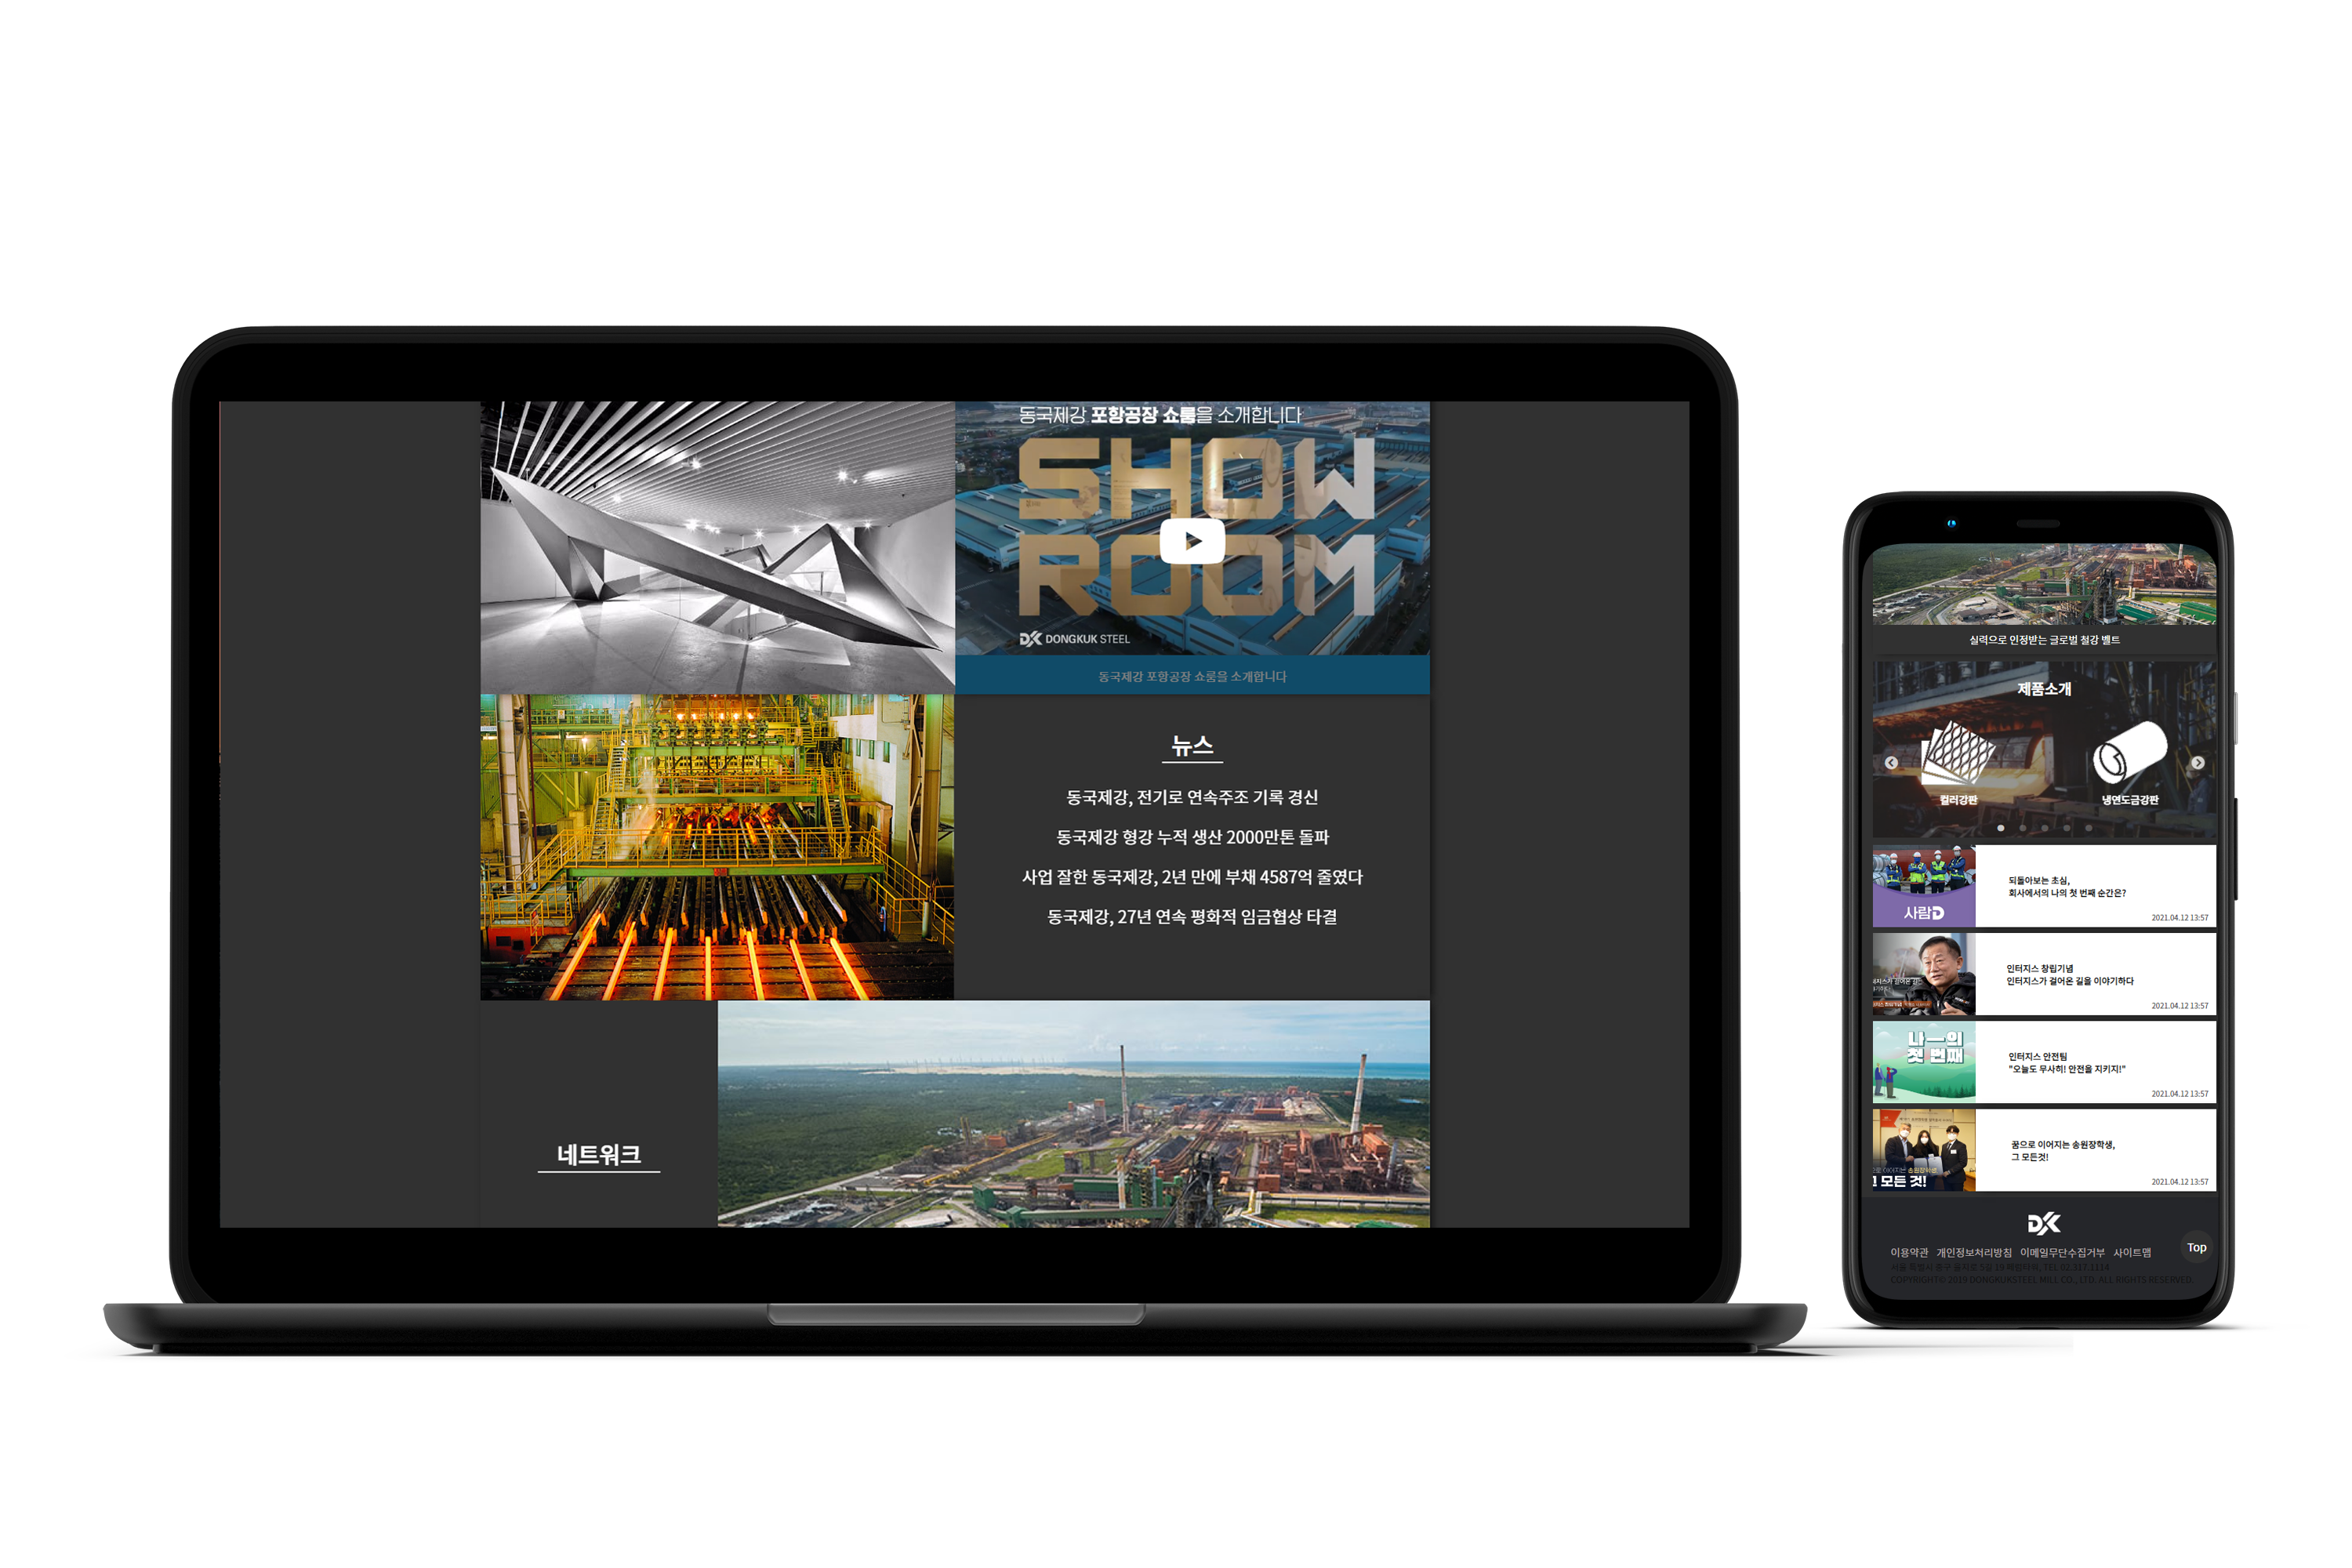 동국제강 포항공장 쇼룸을 소개합니다
SHOW
ROOM
DK DONGKUK STEEL
동국제강 포항공장 쇼룸을 소개합니다
뉴스
동국제강, 전기로 연속주조 기록 경신
동국제강 형강 누적 생산 2000만톤 돌파
사업 잘한 동국제강, 2년 만에 부채 4587억 줄였다
동국제강, 27년 연속 평화적 임금협상 타결
네트워크
실력으로 인정받는 글로벌 철강 벨트
제품소개
컬러강판
냉연도금강판
사람D
되돌아보는 초심,
회사에서의 나의 첫 번째 순간은?
2021.04.12 13:57
인터지스 창립기념
인터지스가 걸어온 길을 이야기하다
2021.04.12 13:57
나의
첫 번째
인터지스 안전팀
"오늘도 무사히! 안전을 지키지!"
2021.04.12 13:57
모든 것!
꿈으로 이어지는 송원장학생,
그 모든것!
2021.04.12 13:57
DK
이용약관 개인정보처리방침 이메일무단수집거부 사이트맵
Top
COPYRIGHT© 2019 DONGKUKSTEEL MILL CO., LTD. ALL RIGHTS RESERVED.